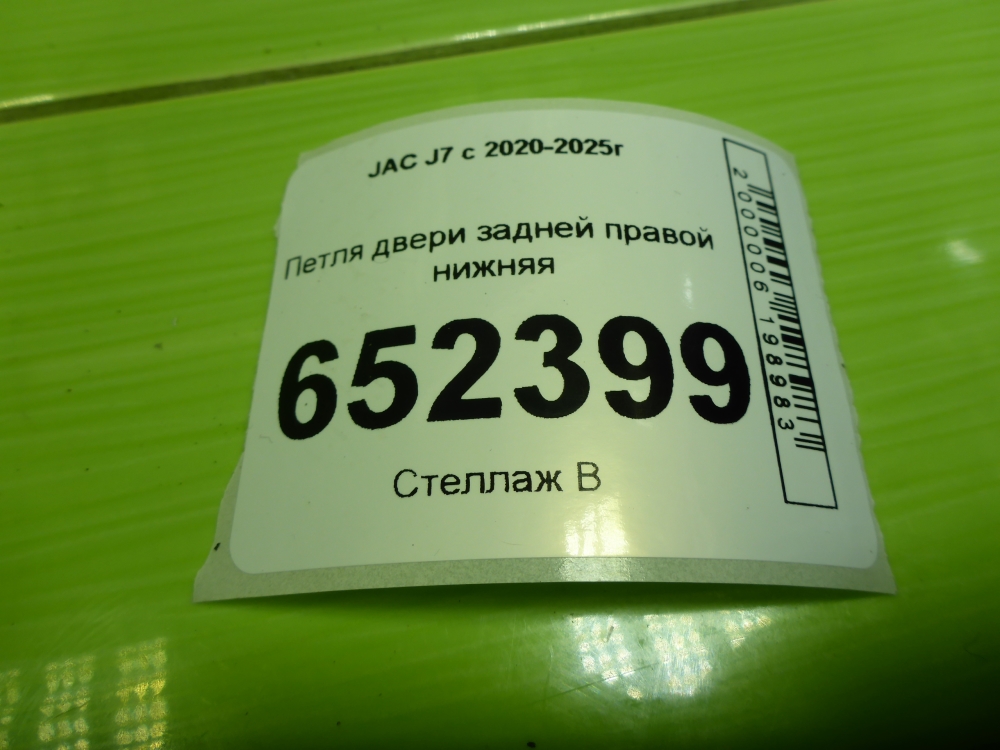 JAC J7 с 2020-2025г
Петля двери задней правой
нижняя
652399
Стеллаж В
2000006198983